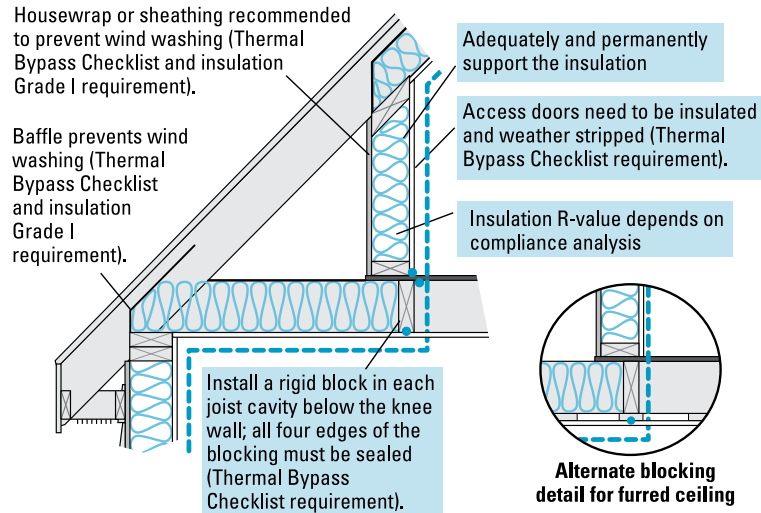 Housewrap or sheathing recommended
to prevent wind washing (Thermal
Bypass Checklist and insulation
Grade I requirement).
Baffle prevents wind
washing (Thermal
Bypass Checklist
and insulation
Grade I
requirement).
Adequately and permanently
support the insulation
Access doors need to be insulated
and weather stripped (Thermal
Bypass Checklist requirement).
Insulation R-value depends on
compliance analysis
Install a rigid block in each
joist cavity below the knee
wall; all four edges of the
blocking must be sealed
(Thermal Bypass
Checklist requirement).
Alternate blocking
detail for furred ceiling